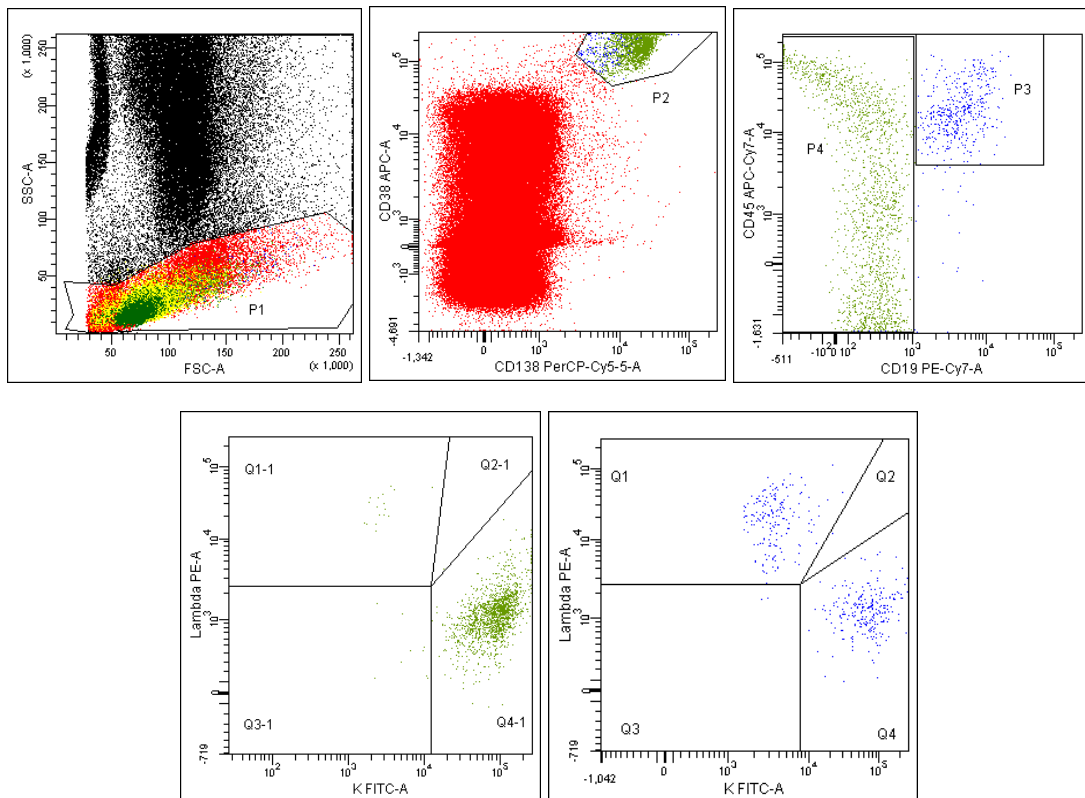 (x 1,000)
SSC-A
250
200
150
100
50
P1
50 100 150 200 250
FSC-A
(x 1,000)
CD38 APC-A
10^5
10^4
10^3
-10^3
-4,691
P2
-1,342
0 10^3 10^4 10^5
CD138 PerCP-Cy5-5-A
CD45 APC-Cy7-A
10^5
10^4
10^3
0
-1,631
P3
P4
-511
-10^2 10^2 10^3 10^4 10^5
CD19 PE-Cy7-A
Lambda PE-A
10^5
10^4
10^3
0
-719
Q1-1
Q2-1
Q3-1
Q4-1
10^2 10^3 10^4 10^5
K FITC-A
Lambda PE-A
10^5
10^4
10^3
0
-719
Q1
Q2
Q3
Q4
-1,042
0 10^3 10^4 10^5
K FITC-A